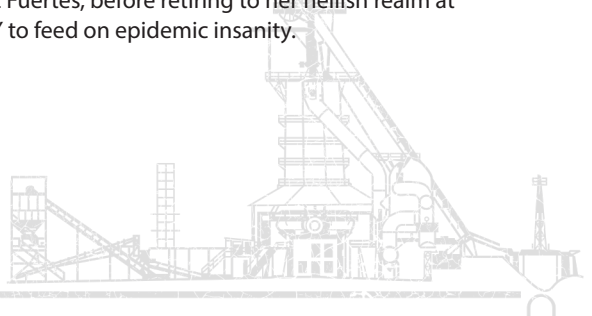 Fuertes, before retiring to her hellish realm at
to feed on epidemic insanity.